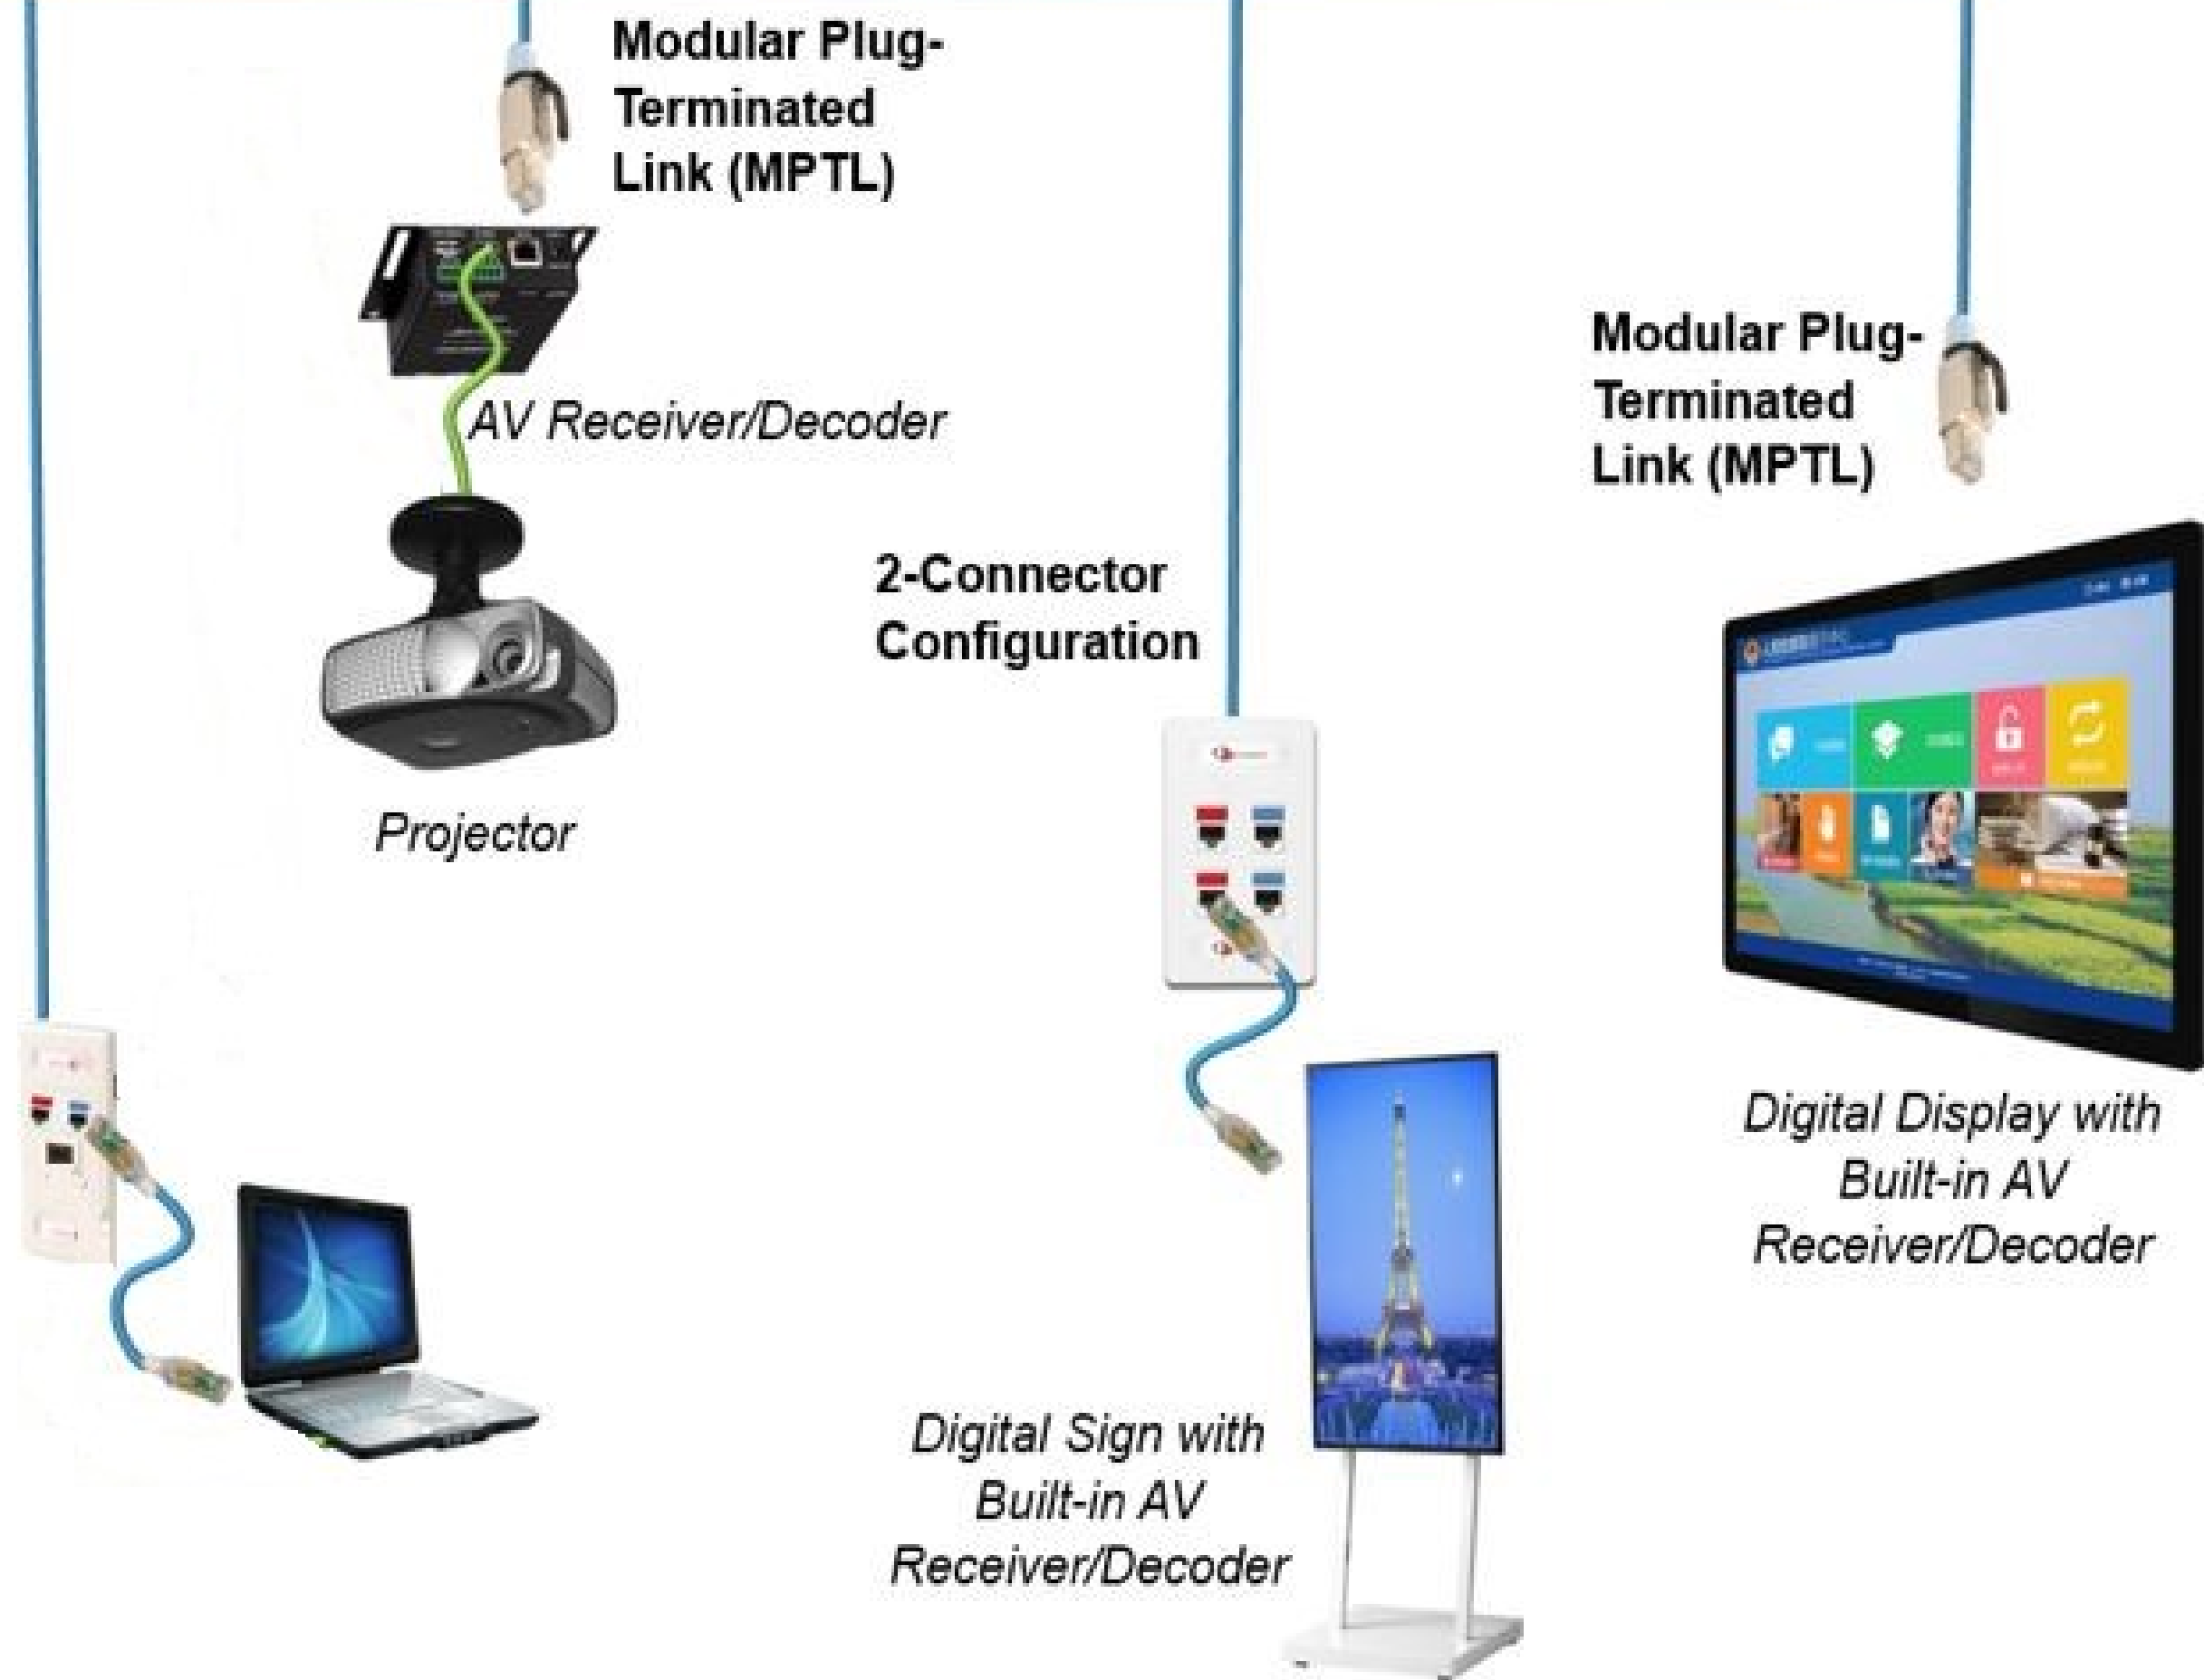 Modular Plug-
Terminated
Link (MPTL)
AV Receiver/Decoder
Projector
2-Connector
Configuration
Modular Plug-
Terminated
Link (MPTL)
Digital Display with
Built-in AV
Receiver/Decoder
Digital Sign with
Built-in AV
Receiver/Decoder